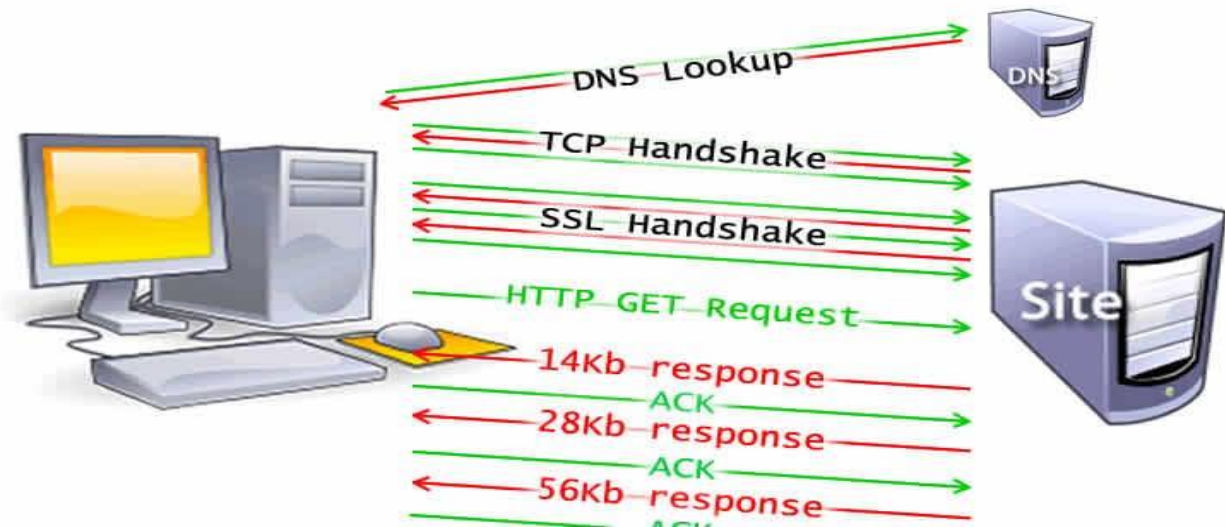 DNS Lookup
DNS
TCP Handshake
SSL Handshake
Site
HTTP GET Request
14Kb response
ACK
28Kb response
ACK
56Kb response
ACK